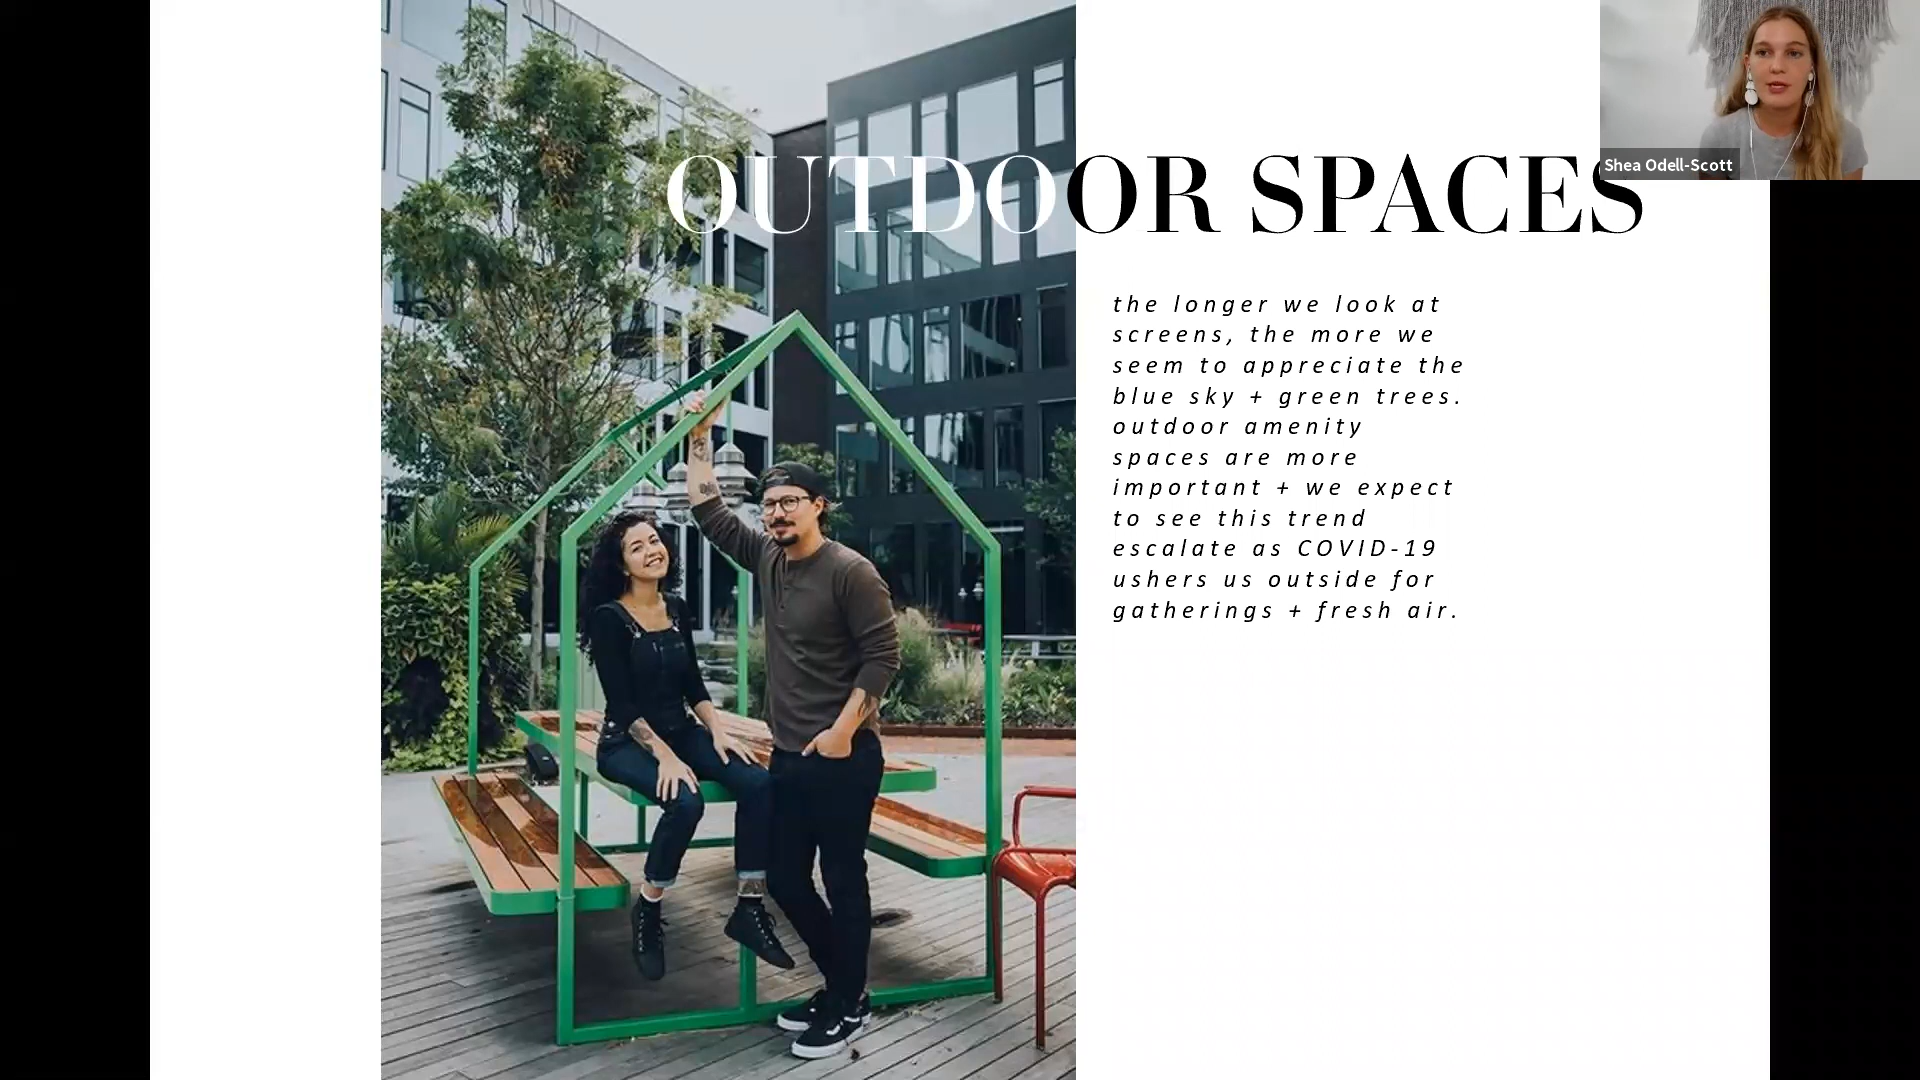 OUTDOOR SPACES
Shea Odell-Scott
the longer we look at
screens, the more we
seem to appreciate the
blue sky + green trees.
outdoor amenity
spaces are more
important + we expect
to see this trend
escalate as COVID-19
ushers us outside for
gatherings + fresh air.